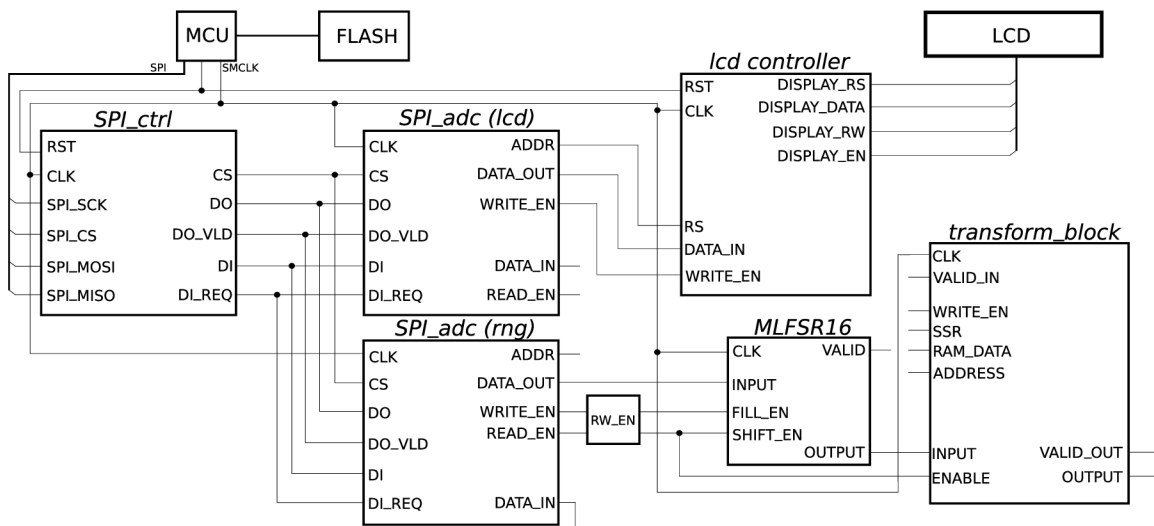 MCU
FLASH
LCD
SPI
SMCLK
lcd controller
RST
CLK
RS
DATA_IN
WRITE_EN
DISPLAY_RS
DISPLAY_DATA
DISPLAY_RW
DISPLAY_EN
SPI_ctrl
RST
CLK
SPI_SCK
SPI_CS
SPI_MOSI
SPI_MISO
CS
DO
DO_VLD
DI
DI_REQ
SPI_adc (lcd)
CLK
CS
DO
DO_VLD
DI
DI_REQ
ADDR
DATA_OUT
WRITE_EN
DATA_IN
READ_EN
SPI_adc (rng)
CLK
CS
DO
DO_VLD
DI
DI_REQ
ADDR
DATA_OUT
WRITE_EN
READ_EN
DATA_IN
RW_EN
MLFSR16
CLK
INPUT
FILL_EN
SHIFT_EN
VALID
OUTPUT
transform_block
CLK
VALID_IN
WRITE_EN
SSR
RAM_DATA
ADDRESS
INPUT
ENABLE
VALID_OUT
OUTPUT